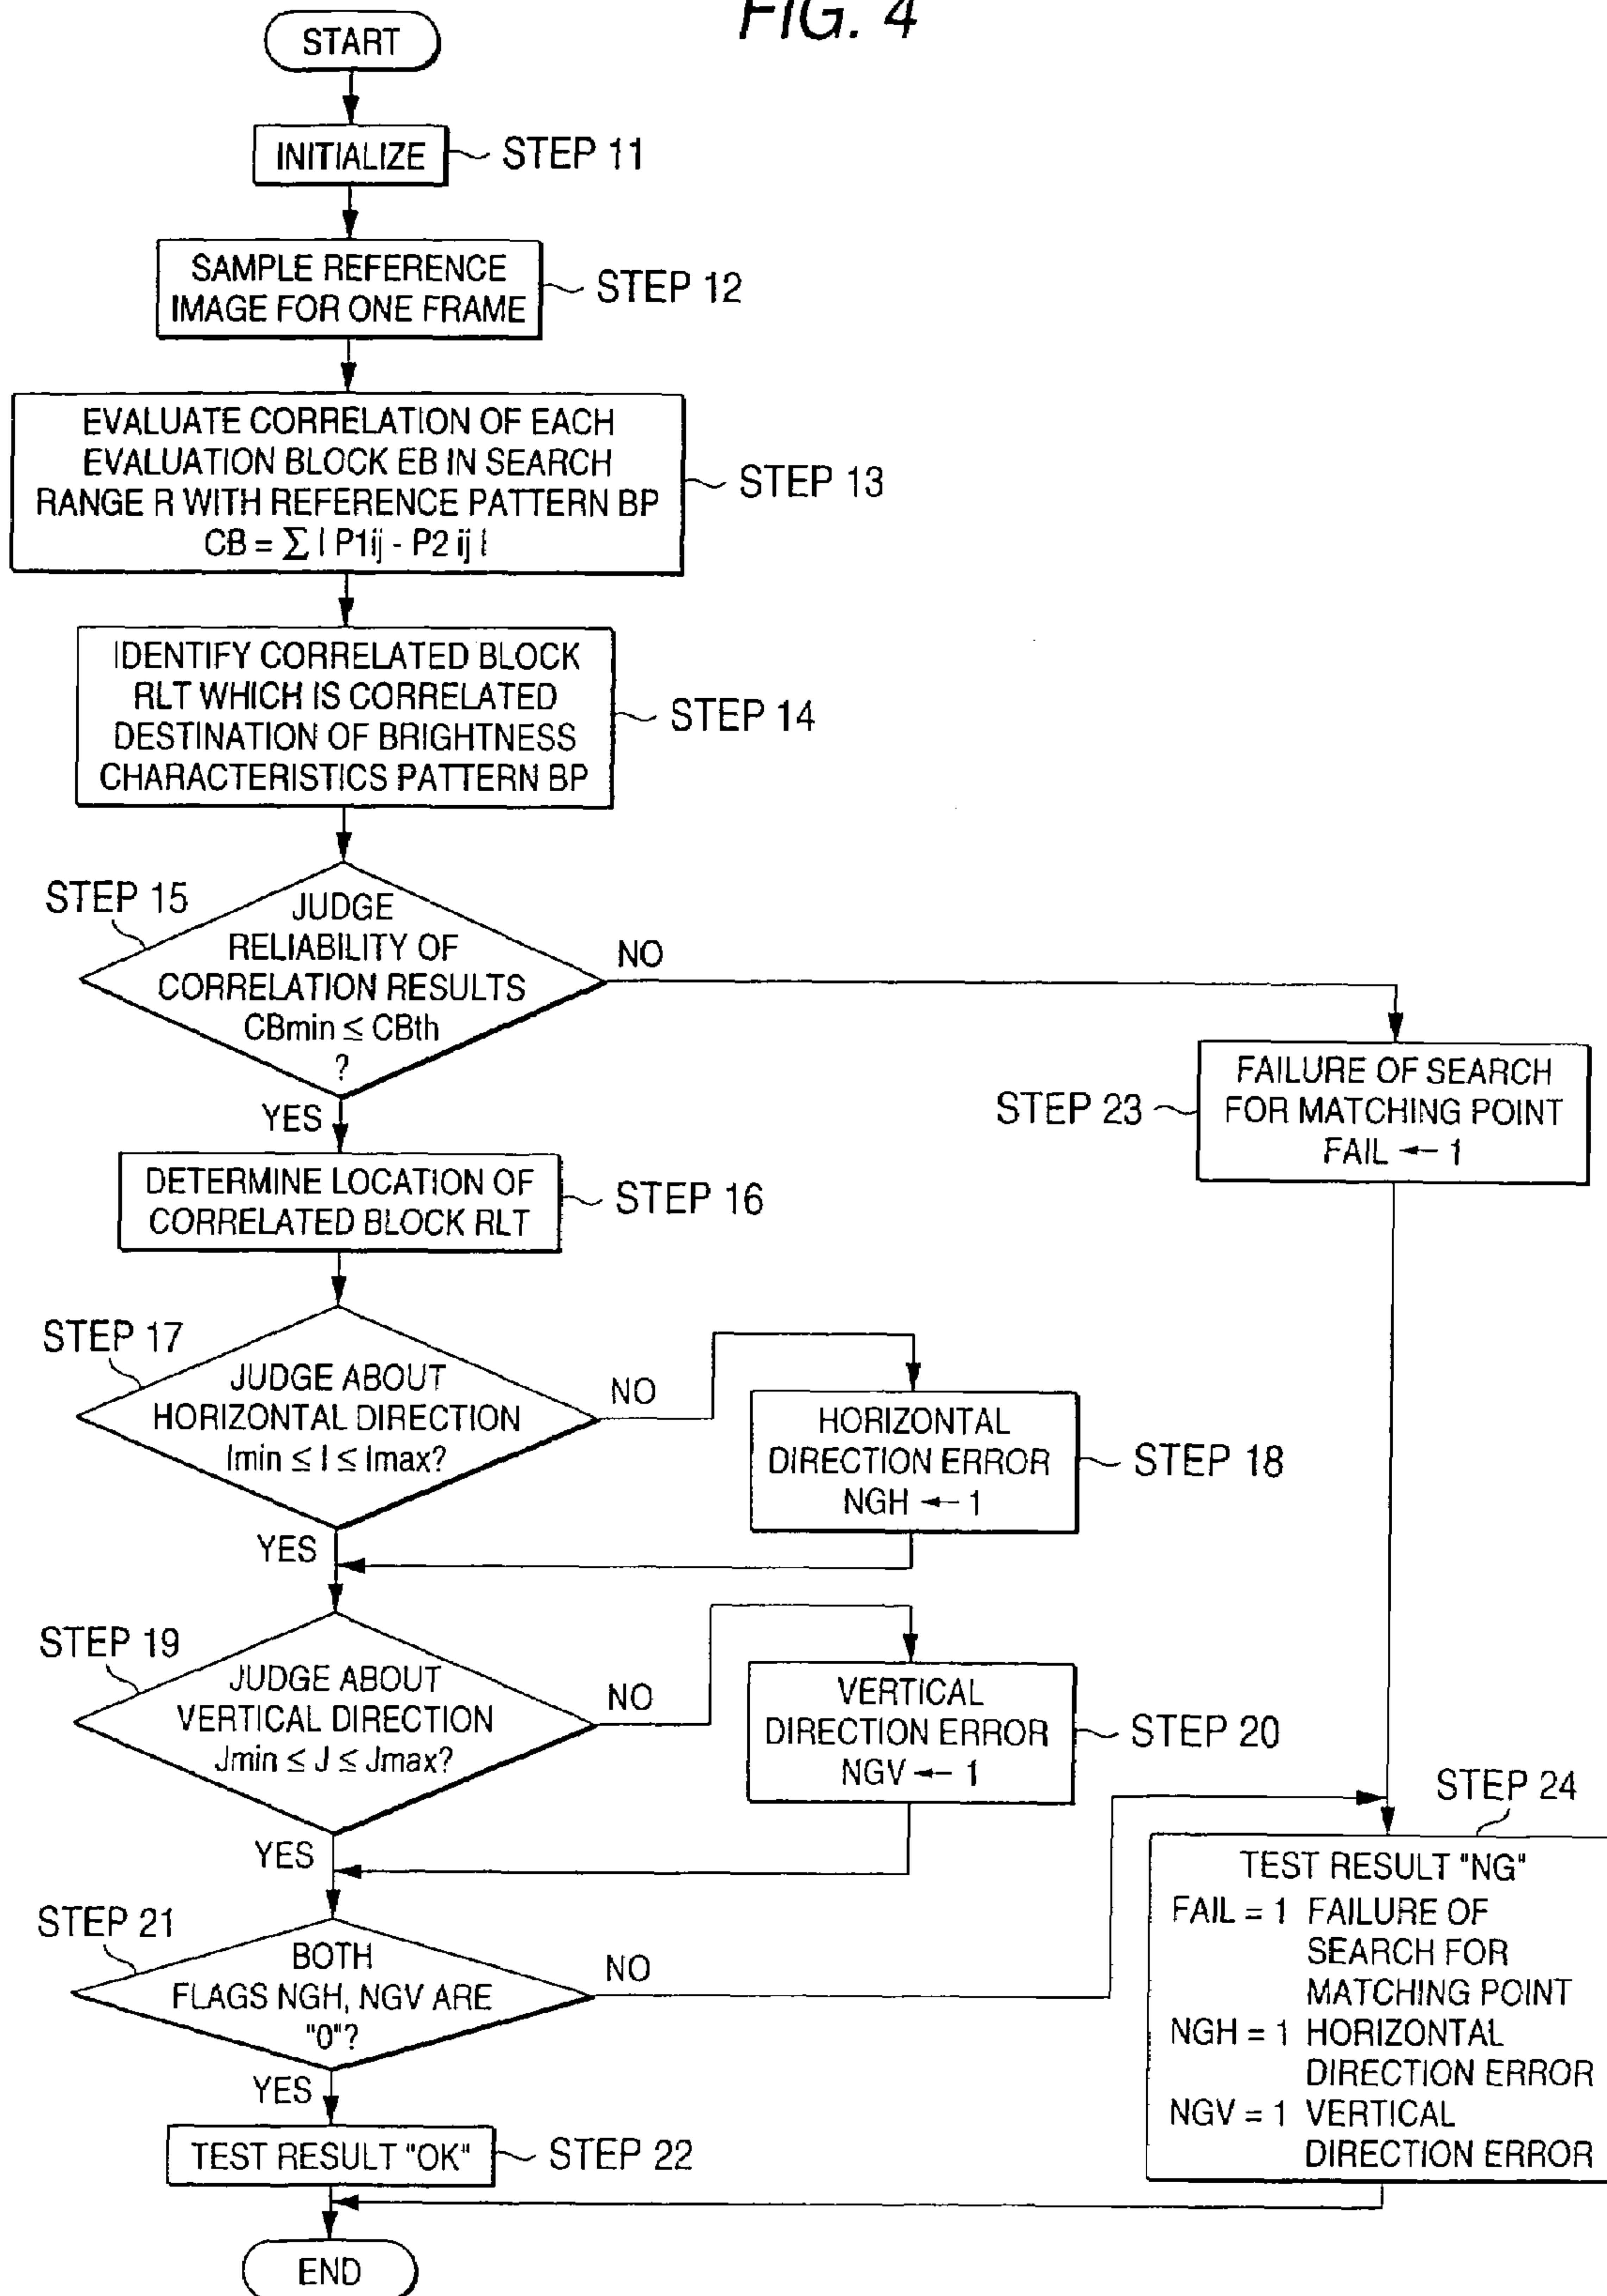 FIG. 4
START
INITIALIZE
STEP 11
SAMPLE REFERENCE
IMAGE FOR ONE FRAME
STEP 12
EVALUATE CORRELATION OF EACH
EVALUATION BLOCK EB IN SEARCH
RANGE R WITH REFERENCE PATTERN BP
CB = ∑ | P1ij - P2 ij |
STEP 13
IDENTIFY CORRELATED BLOCK
RLT WHICH IS CORRELATED
DESTINATION OF BRIGHTNESS
CHARACTERISTICS PATTERN BP
STEP 14
STEP 15
JUDGE
RELIABILITY OF
CORRELATION RESULTS
CBmin ≤ CBth
?
NO
YES
STEP 23
FAILURE OF SEARCH
FOR MATCHING POINT
FAIL ← 1
DETERMINE LOCATION OF
CORRELATED BLOCK RLT
STEP 16
STEP 17
JUDGE ABOUT
HORIZONTAL DIRECTION
Imin ≤ I ≤ Imax?
NO
YES
HORIZONTAL
DIRECTION ERROR
NGH ← 1
STEP 18
STEP 19
JUDGE ABOUT
VERTICAL DIRECTION
Jmin ≤ J ≤ Jmax?
NO
YES
VERTICAL
DIRECTION ERROR
NGV ← 1
STEP 20
STEP 21
BOTH
FLAGS NGH, NGV ARE
"0"?
NO
YES
STEP 24
TEST RESULT "NG"
FAIL = 1 FAILURE OF
SEARCH FOR
MATCHING POINT
NGH = 1 HORIZONTAL
DIRECTION ERROR
NGV = 1 VERTICAL
DIRECTION ERROR
TEST RESULT "OK"
STEP 22
END